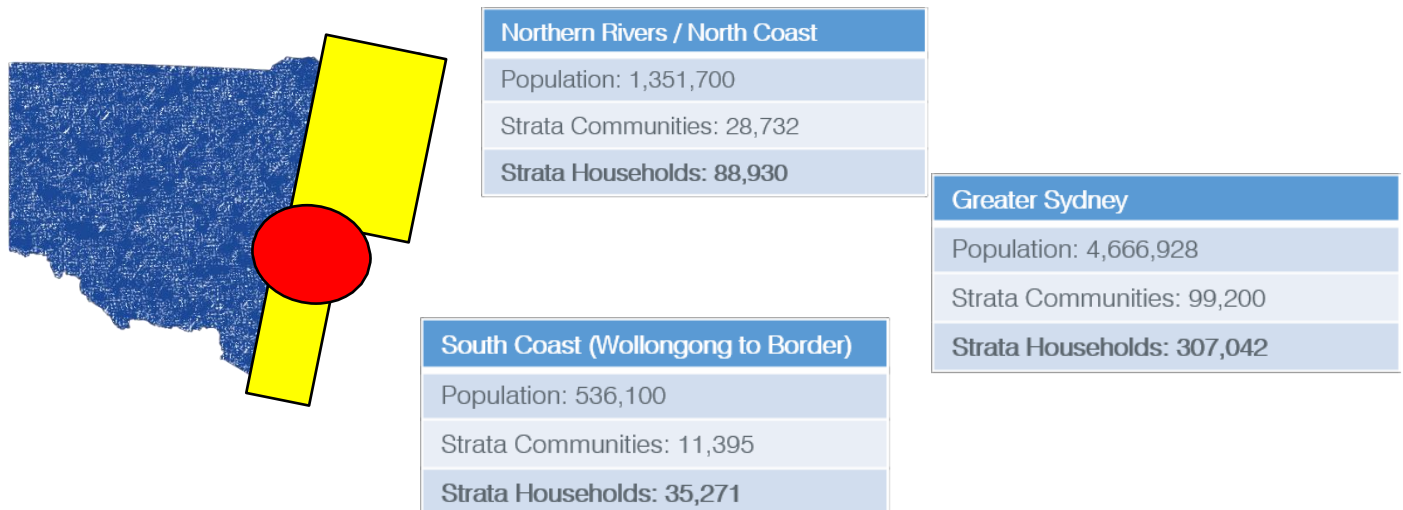 Northern Rivers / North Coast
Population: 1,351,700
Strata Communities: 28,732
Strata Households: 88,930
Greater Sydney
Population: 4,666,928
Strata Communities: 99,200
Strata Households: 307,042
South Coast (Wollongong to Border)
Population: 536,100
Strata Communities: 11,395
Strata Households: 35,271